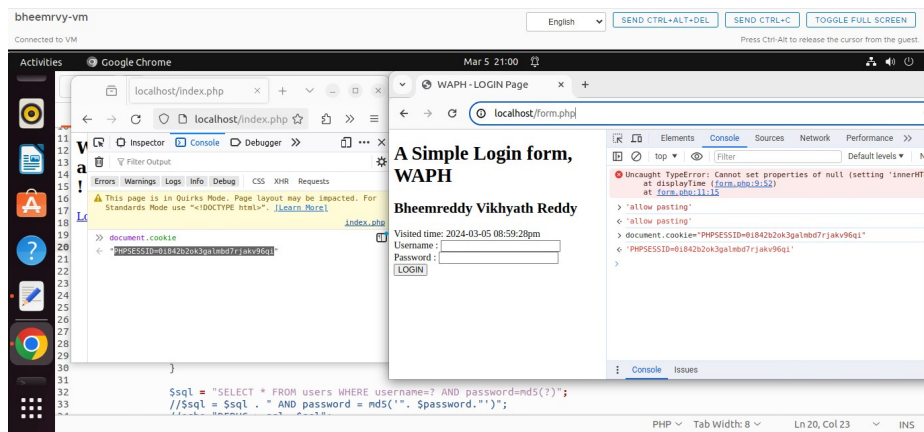 bheemrvy-vm
English
SEND CTRL+ALT+DEL
SEND CTRL+C
TOGGLE FULL SCREEN
Connected to VM
Press Ctrl-Alt to release the cursor from the guest.
Activities
Google Chrome
Mar 5 21:00
localhost/index.php
localhost/index.php
Inspector
Console
Debugger
Filter Output
Errors Warnings Logs Info Debug CSS XHR Requests
This page is in Quirks Mode. Page layout may be impacted. For
Standards Mode use “<!DOCTYPE html>”. [Learn More]
index.php
document.cookie
"PHPSESSID=0i842b2ok3galmbd7rjakv96qi"
WAPH - LOGIN Page
localhost/form.php
A Simple Login form,
WAPH
Bheemreddy Vikhyath Reddy
Visited time: 2024-03-05 08:59:28pm
Username :
Password :
LOGIN
Elements Console Sources Network Performance
top
Filter
Default levels
Uncaught TypeError: Cannot set properties of null (setting 'innerHT
at displayTime (form.php:9:52)
at form.php:11:15
'allow pasting'
'allow pasting'
document.cookie="PHPSESSID=0i842b2ok3galmbd7rjakv96qi"
'PHPSESSID=0i842b2ok3galmbd7rjakv96qi'
Console Issues
11
12
13
14
15
16
17
18
19
20
21
22
23
24
25
26
27
28
29
30 }
31
32 $sql = "SELECT * FROM users WHERE username=? AND password=md5(?)";
33 //$sql = $sql . " AND password = md5('". $password."')";
PHP Tab Width: 8 Ln 20, Col 23 INS